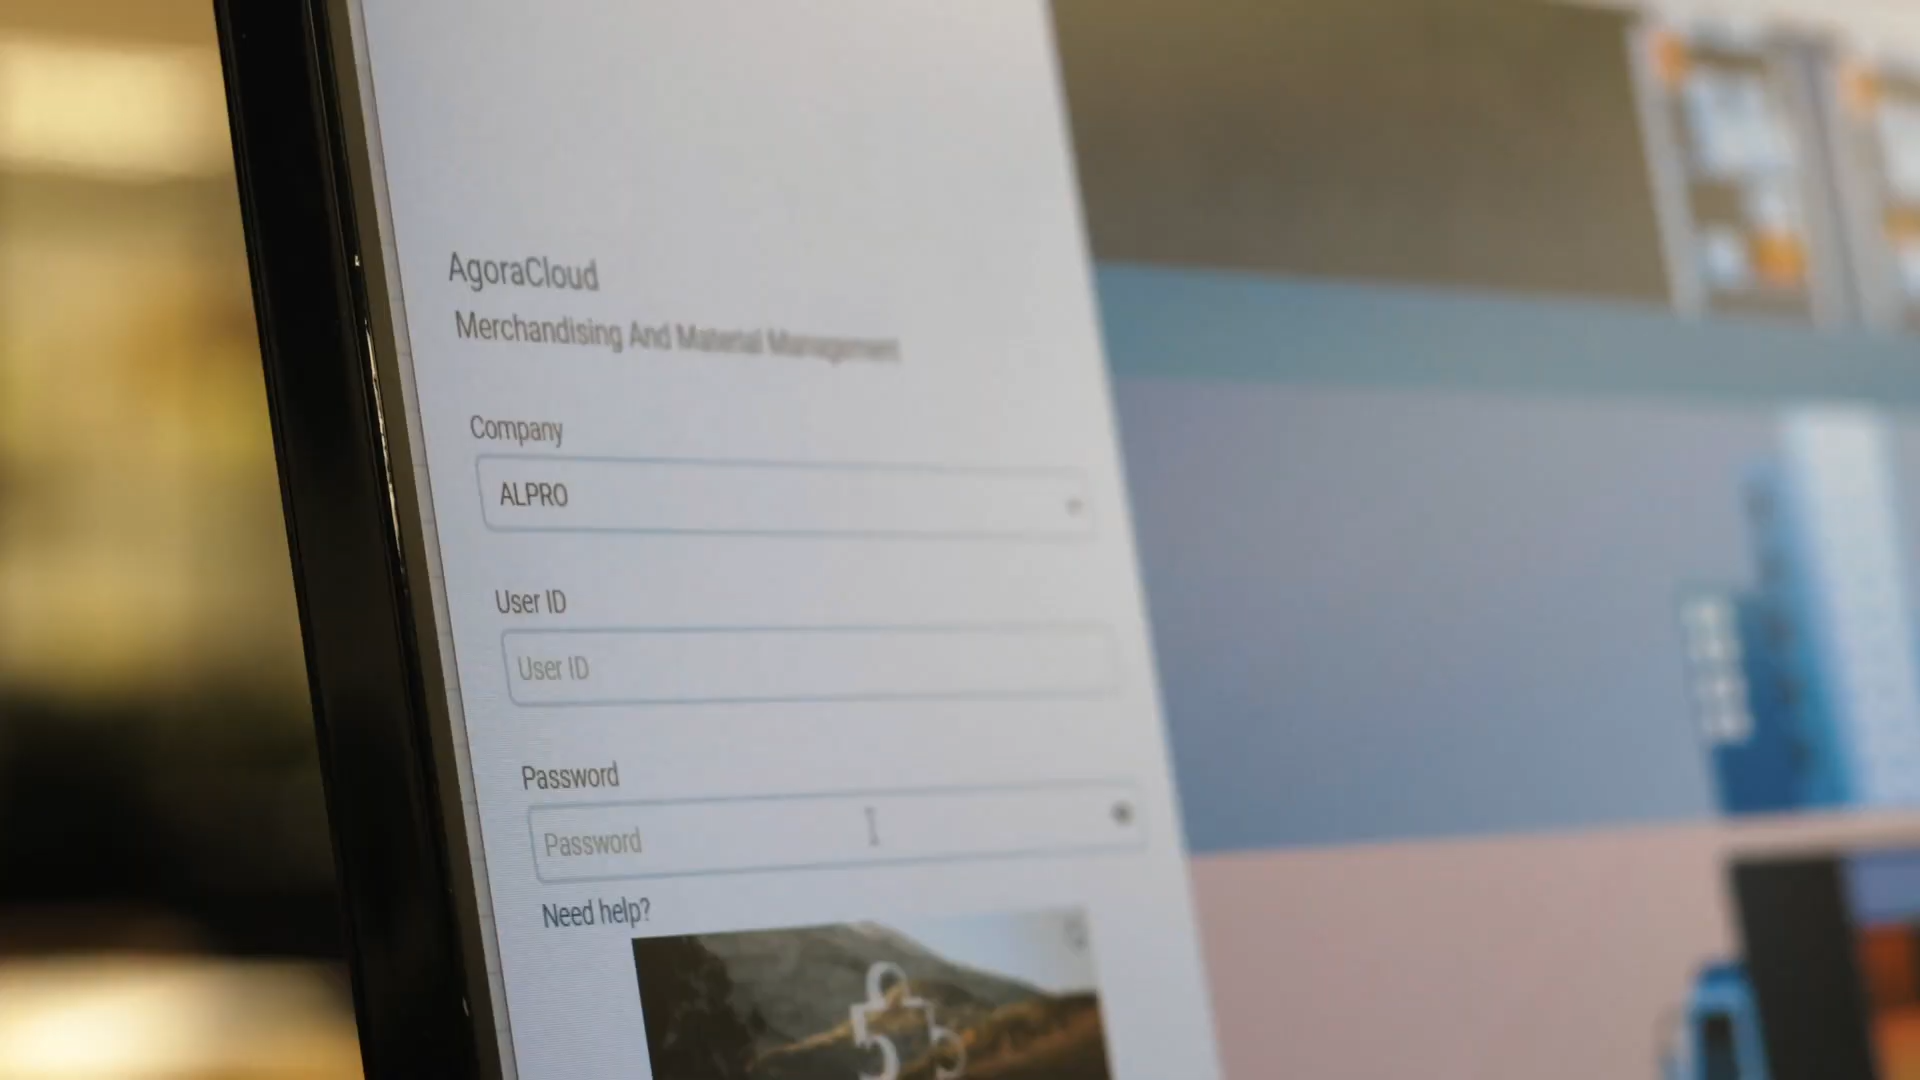 AgoraCloud
Merchandising And Material Management
Company
ALPRO
User ID
User ID
Password
Password
Need help?